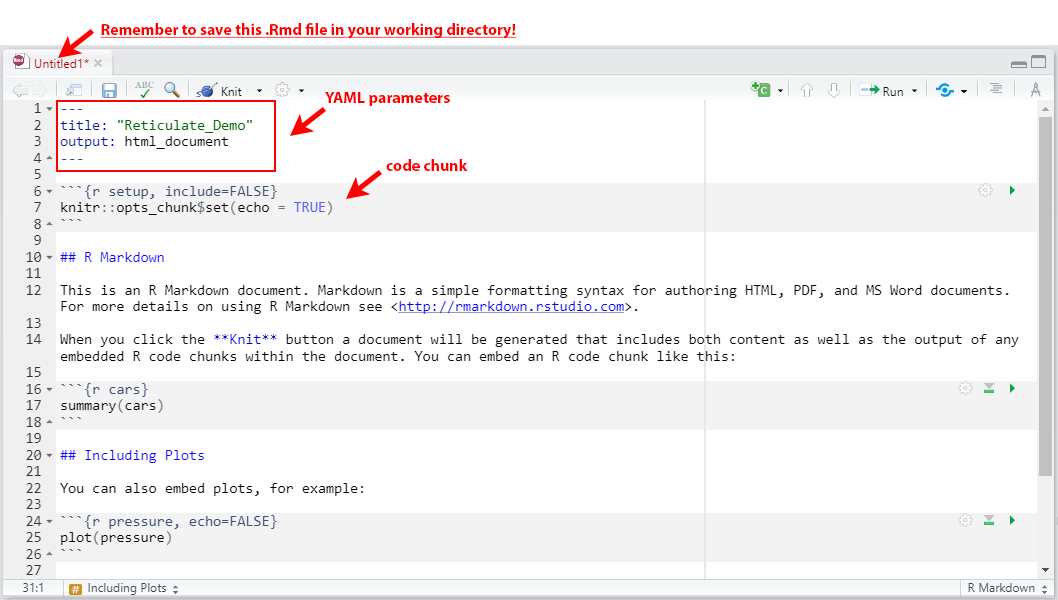 Remember to save this .Rmd file in your working directory!
Untitled1*
ABC Knit Run
YAML parameters
1 ---
2 title: "Reticulate_Demo"
3 output: html_document
4 ---
code chunk
5
6 ```{r setup, include=FALSE}
7 knitr::opts_chunk$set(echo = TRUE)
8 ```
9
10 ## R Markdown
11
12 This is an R Markdown document. Markdown is a simple formatting syntax for authoring HTML, PDF, and MS Word documents.
For more details on using R Markdown see <http://rmarkdown.rstudio.com>.
13
14 When you click the **Knit** button a document will be generated that includes both content as well as the output of any
embedded R code chunks within the document. You can embed an R code chunk like this:
15
16 ```{r cars}
17 summary(cars)
18 ```
19
20 ## Including Plots
21
22 You can also embed plots, for example:
23
24 ```{r pressure, echo=FALSE}
25 plot(pressure)
26 ```
27
31:1 # Including Plots R Markdown